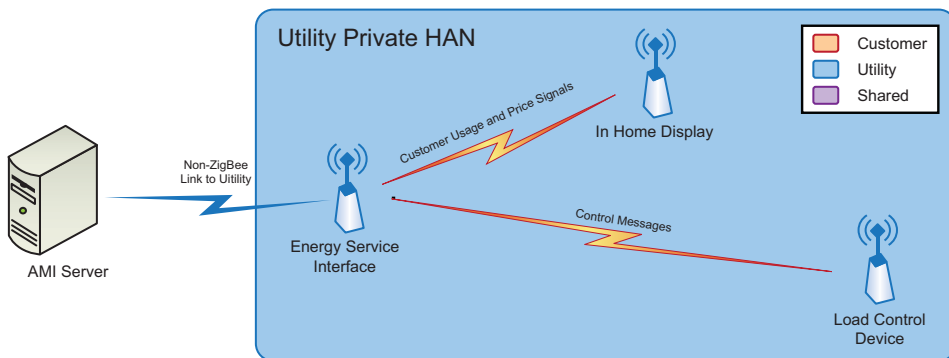 Utility Private HAN
Customer
Utility
Shared
Customer Usage and Price Signals
In Home Display
Non-ZigBee
Link to Uitility
Control Messages
Energy Service
Interface
AMI Server
Load Control
Device